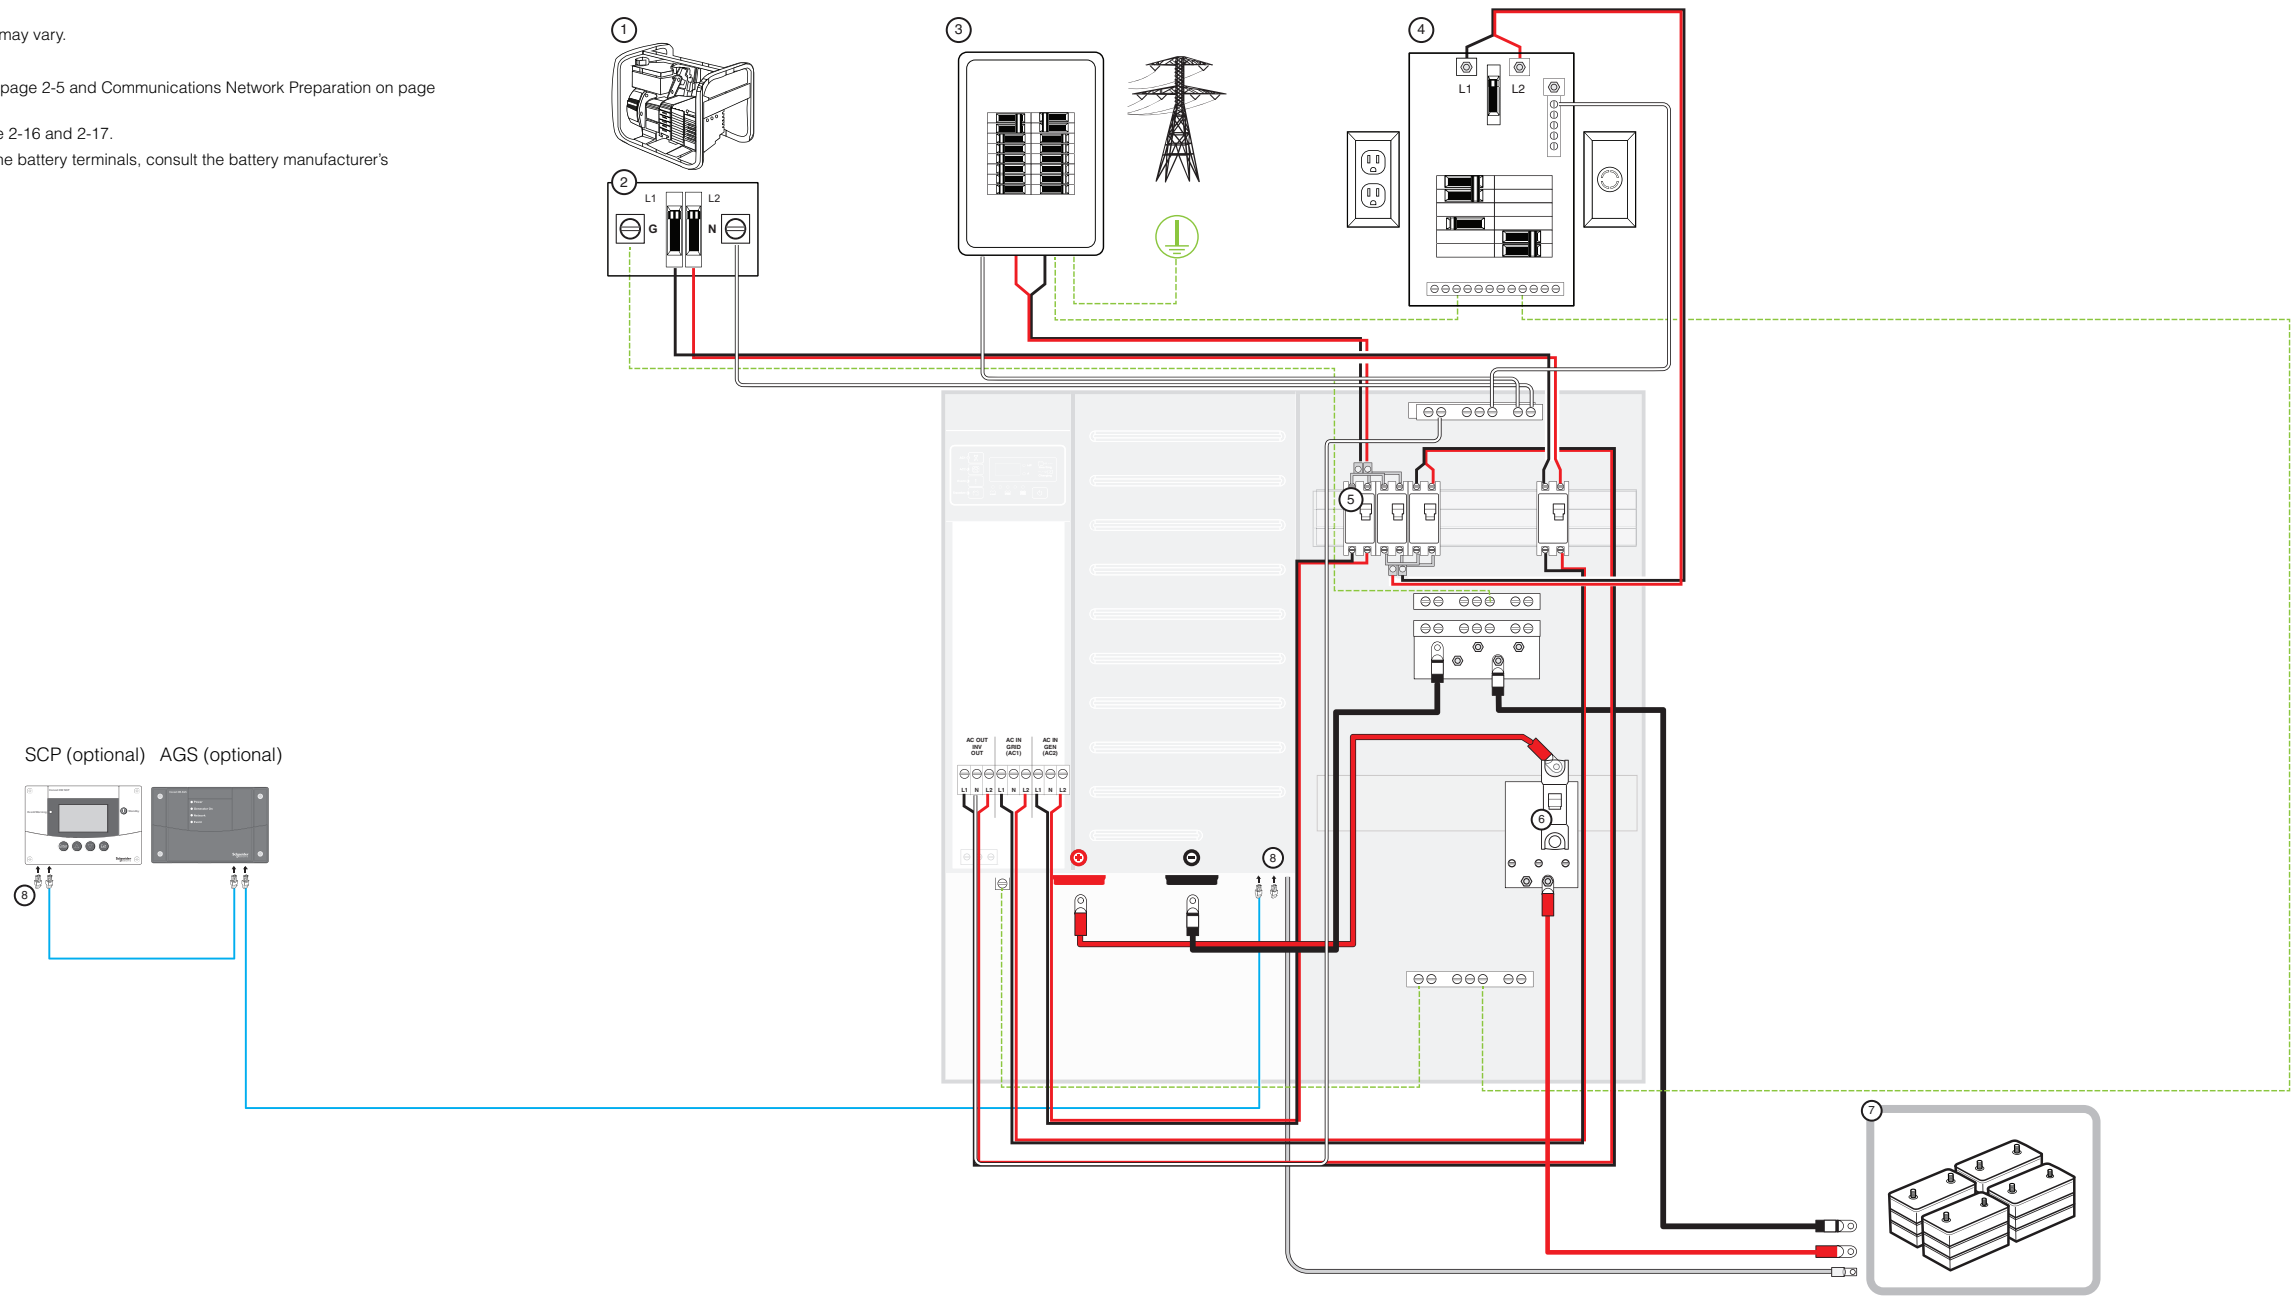 may vary.
page 2-5 and Communications Network Preparation on page
e 2-16 and 2-17.
he battery terminals, consult the battery manufacturer's
1
2
L1 L2
G N
3
4
L1 L2
5
AC OUT INV OUT
AC IN GRID (AC1)
AC IN GEN (AC2)
L1 N L2 L1 N L2 L1 N L2
6
8
SCP (optional) AGS (optional)
8
7